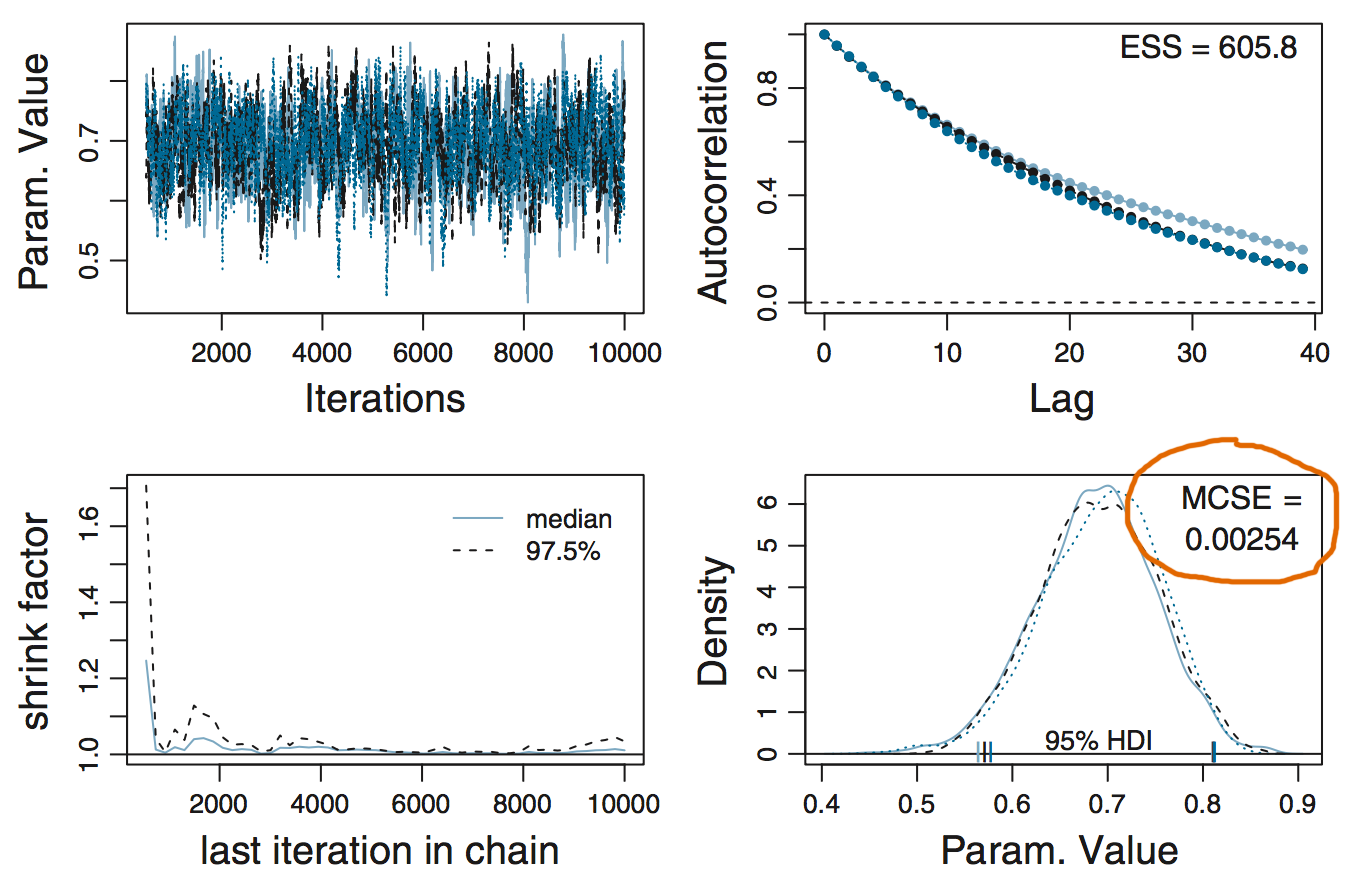 Param. Value
0.5
0.7
2000 4000 6000 8000 10000
Iterations
Autocorrelation
0.0
0.4
0.8
ESS = 605.8
0 10 20 30 40
Lag
shrink factor
1.0
1.2
1.4
1.6
median
97.5%
2000 4000 6000 8000 10000
last iteration in chain
Density
0
1
2
3
4
5
6
MCSE =
0.00254
95% HDI
0.4 0.5 0.6 0.7 0.8 0.9
Param. Value